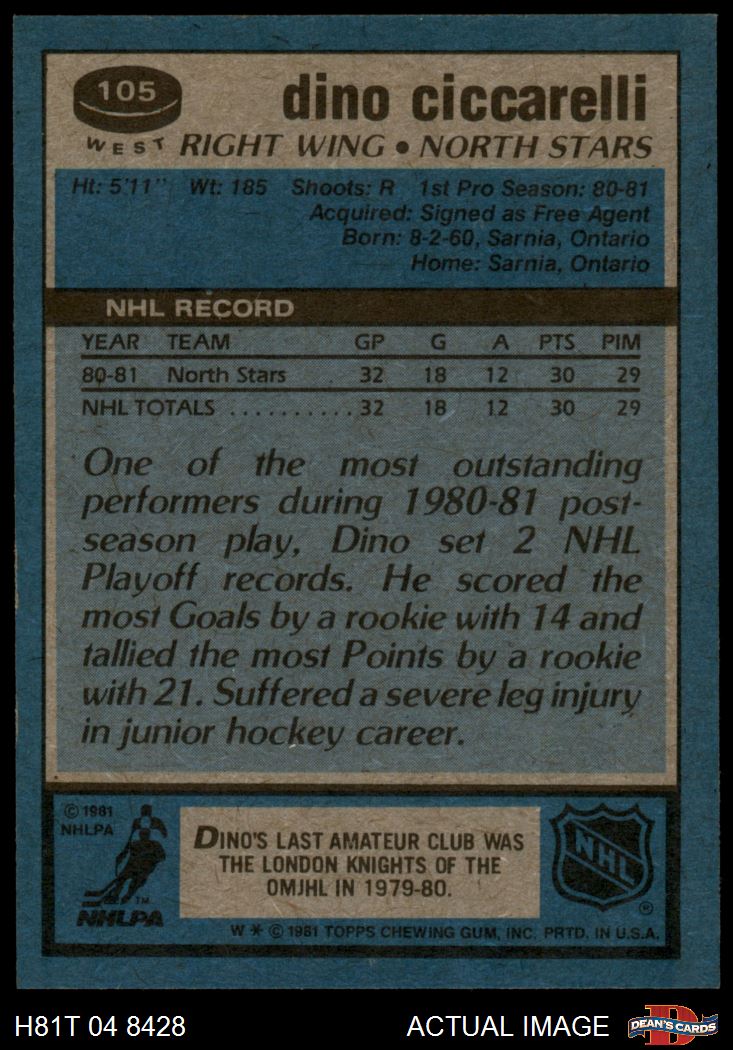 105
WEST
dino ciccarelli
RIGHT WING • NORTH STARS
Ht: 5'11" Wt: 185 Shoots: R 1st Pro Season: 80-81
Acquired: Signed as Free Agent
Born: 8-2-60, Sarnia, Ontario
Home: Sarnia, Ontario
NHL RECORD
YEAR TEAM GP G A PTS PIM
80-81 North Stars 32 18 12 30 29
NHL TOTALS .......... 32 18 12 30 29
One of the most outstanding
performers during 1980-81 post-
season play, Dino set 2 NHL
Playoff records. He scored the
most Goals by a rookie with 14 and
tallied the most Points by a rookie
with 21. Suffered a severe leg injury
in junior hockey career.
© 1981
NHLPA
TM
NHLPA
DINO'S LAST AMATEUR CLUB WAS
THE LONDON KNIGHTS OF THE
OMJHL IN 1979-80.
NHL
®
W * © 1981 TOPPS CHEWING GUM, INC. PRTD. IN U.S.A.
H81T 04 8428
ACTUAL IMAGE
D
DEAN'S CARDS